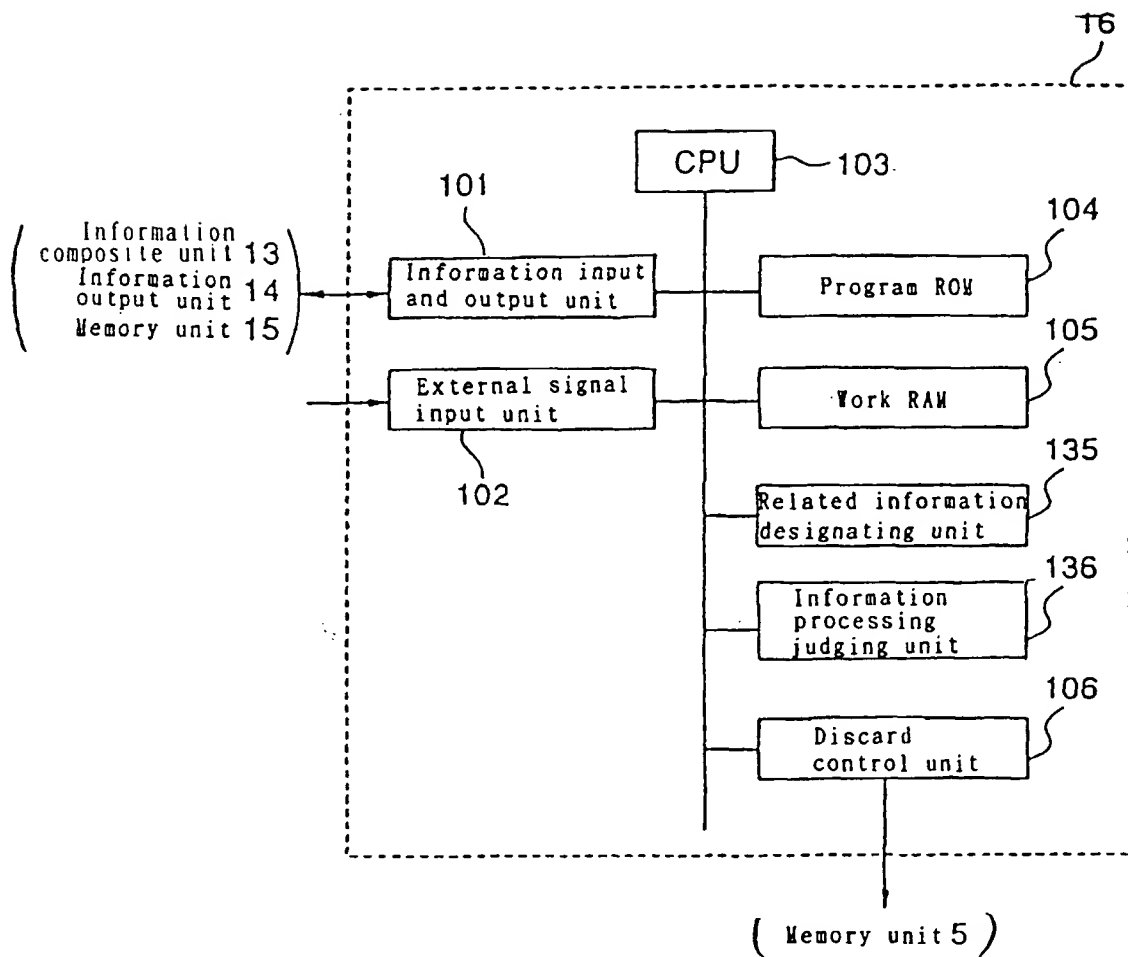 16
CPU
103
101
104
Information
composite unit 13
Information
output unit 14
Memory unit 15
Information input
and output unit
Program ROM
105
External signal
input unit
Work RAM
102
135
Related information
designating unit
136
Information
processing
judging unit
106
Discard
control unit
( Memory unit 5 )